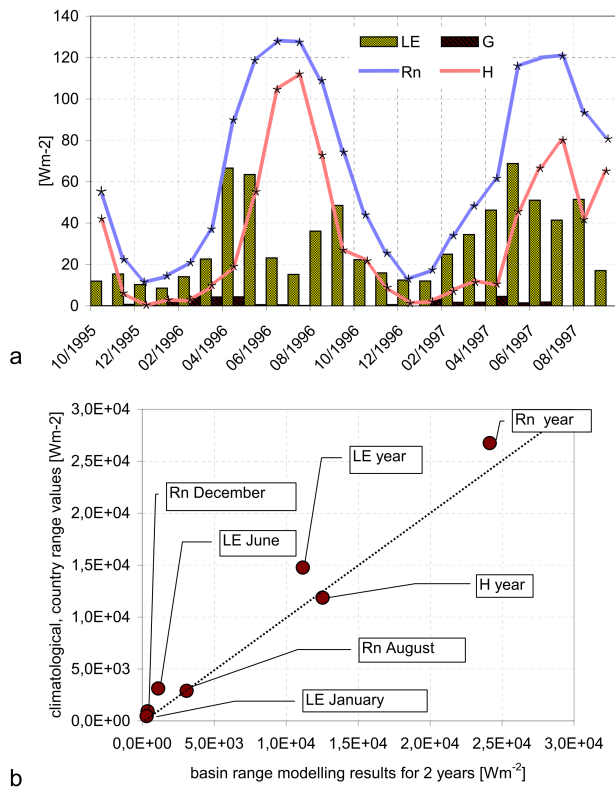 140
120
100
80
60
40
20
0
[Wm-2]
LE
G
Rn
H
10/1995
12/1995
02/1996
04/1996
06/1996
08/1996
10/1996
12/1996
02/1997
04/1997
06/1997
08/1997
a
3,0E+04
2,5E+04
2,0E+04
1,5E+04
1,0E+04
5,0E+03
0,0E+00
climatological, country range values [Wm-2]
Rn year
LE year
Rn December
LE June
H year
Rn August
LE January
0,0E+00
5,0E+03
1,0E+04
1,5E+04
2,0E+04
2,5E+04
3,0E+04
basin range modelling results for 2 years [Wm-2]
b